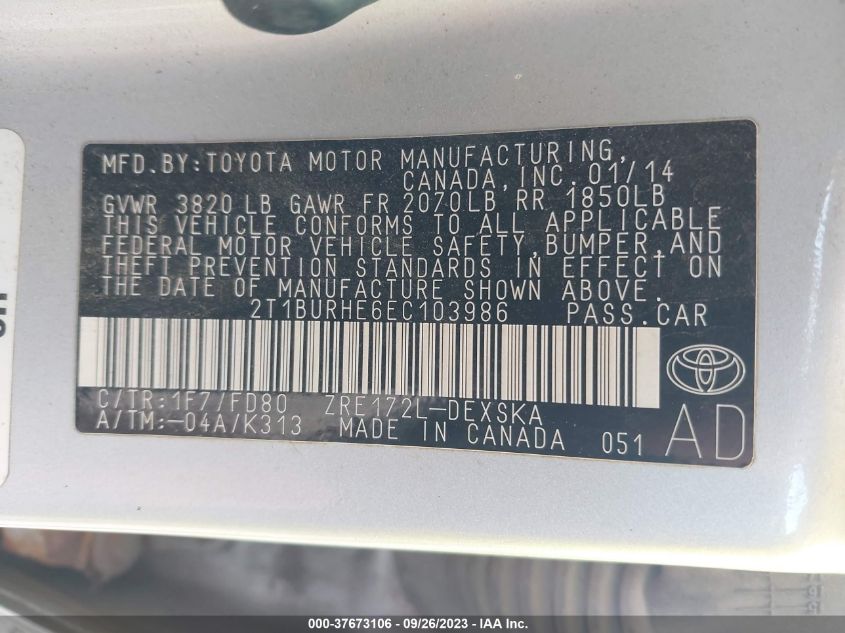 MFD.BY:TOYOTA MOTOR MANUFACTURING,
CANADA,INC.01/14
GVWR 3820 LB GAWR FR 2070LB RR 1850LB
THIS VEHICLE CONFORMS TO ALL APPLICABLE
FEDERAL MOTOR VEHICLE SAFETY,BUMPER,AND
THEFT PREVENTION STANDARDS IN EFFECT ON
THE DATE OF MANUFACTURE SHOWN ABOVE.
2T1BURHE6EC103986 PASS.CAR
C/TR:1F7/FD80 ZRE172L-DEXSKA
A/TM:-04A/K313 MADE IN CANADA 051 AD
000-37673106 - 09/26/2023 - IAA Inc.